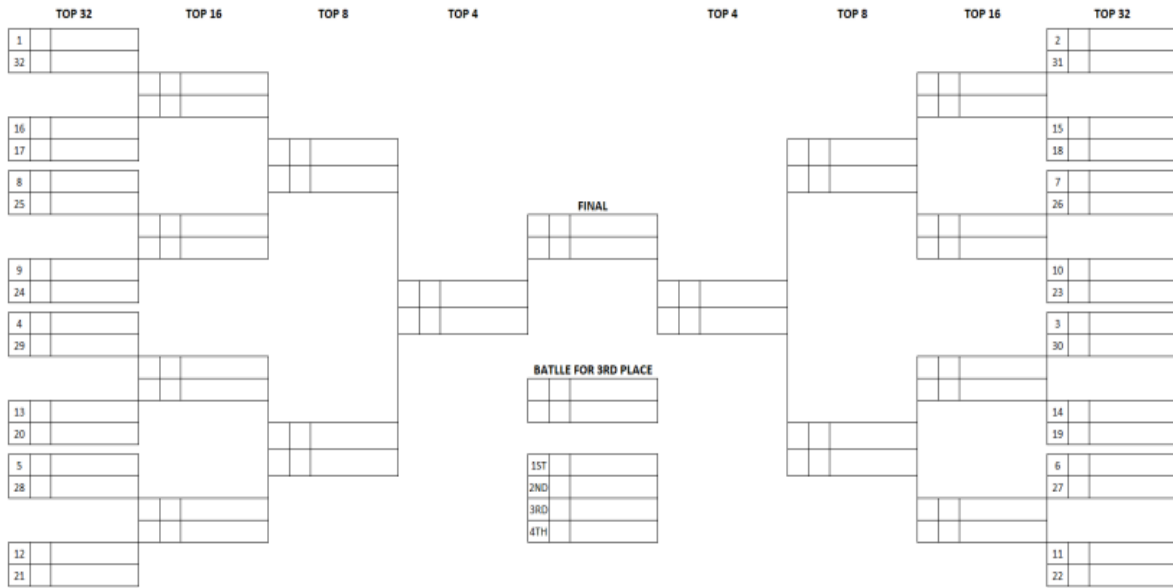 TOP 32 TOP 16 TOP 8 TOP 4 TOP 4 TOP 8 TOP 16 TOP 32
1 2
32 31
16 15
17 18
8 7
25 26
FINAL
9 10
24 23
4 3
29 30
BATLLE FOR 3RD PLACE
13 14
20 19
5 1ST 6
28 2ND 27
3RD
4TH
12 11
21 22